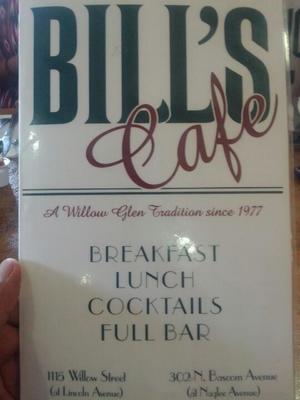 BILL'S
Cafe
A Willow Glen Tradition since 1977
BREAKFAST
LUNCH
COCKTAILS
FULL BAR
1115 Willow Street 302 N. Bascom Avenue
(at Lincoln Avenue) (at Naglee Avenue)